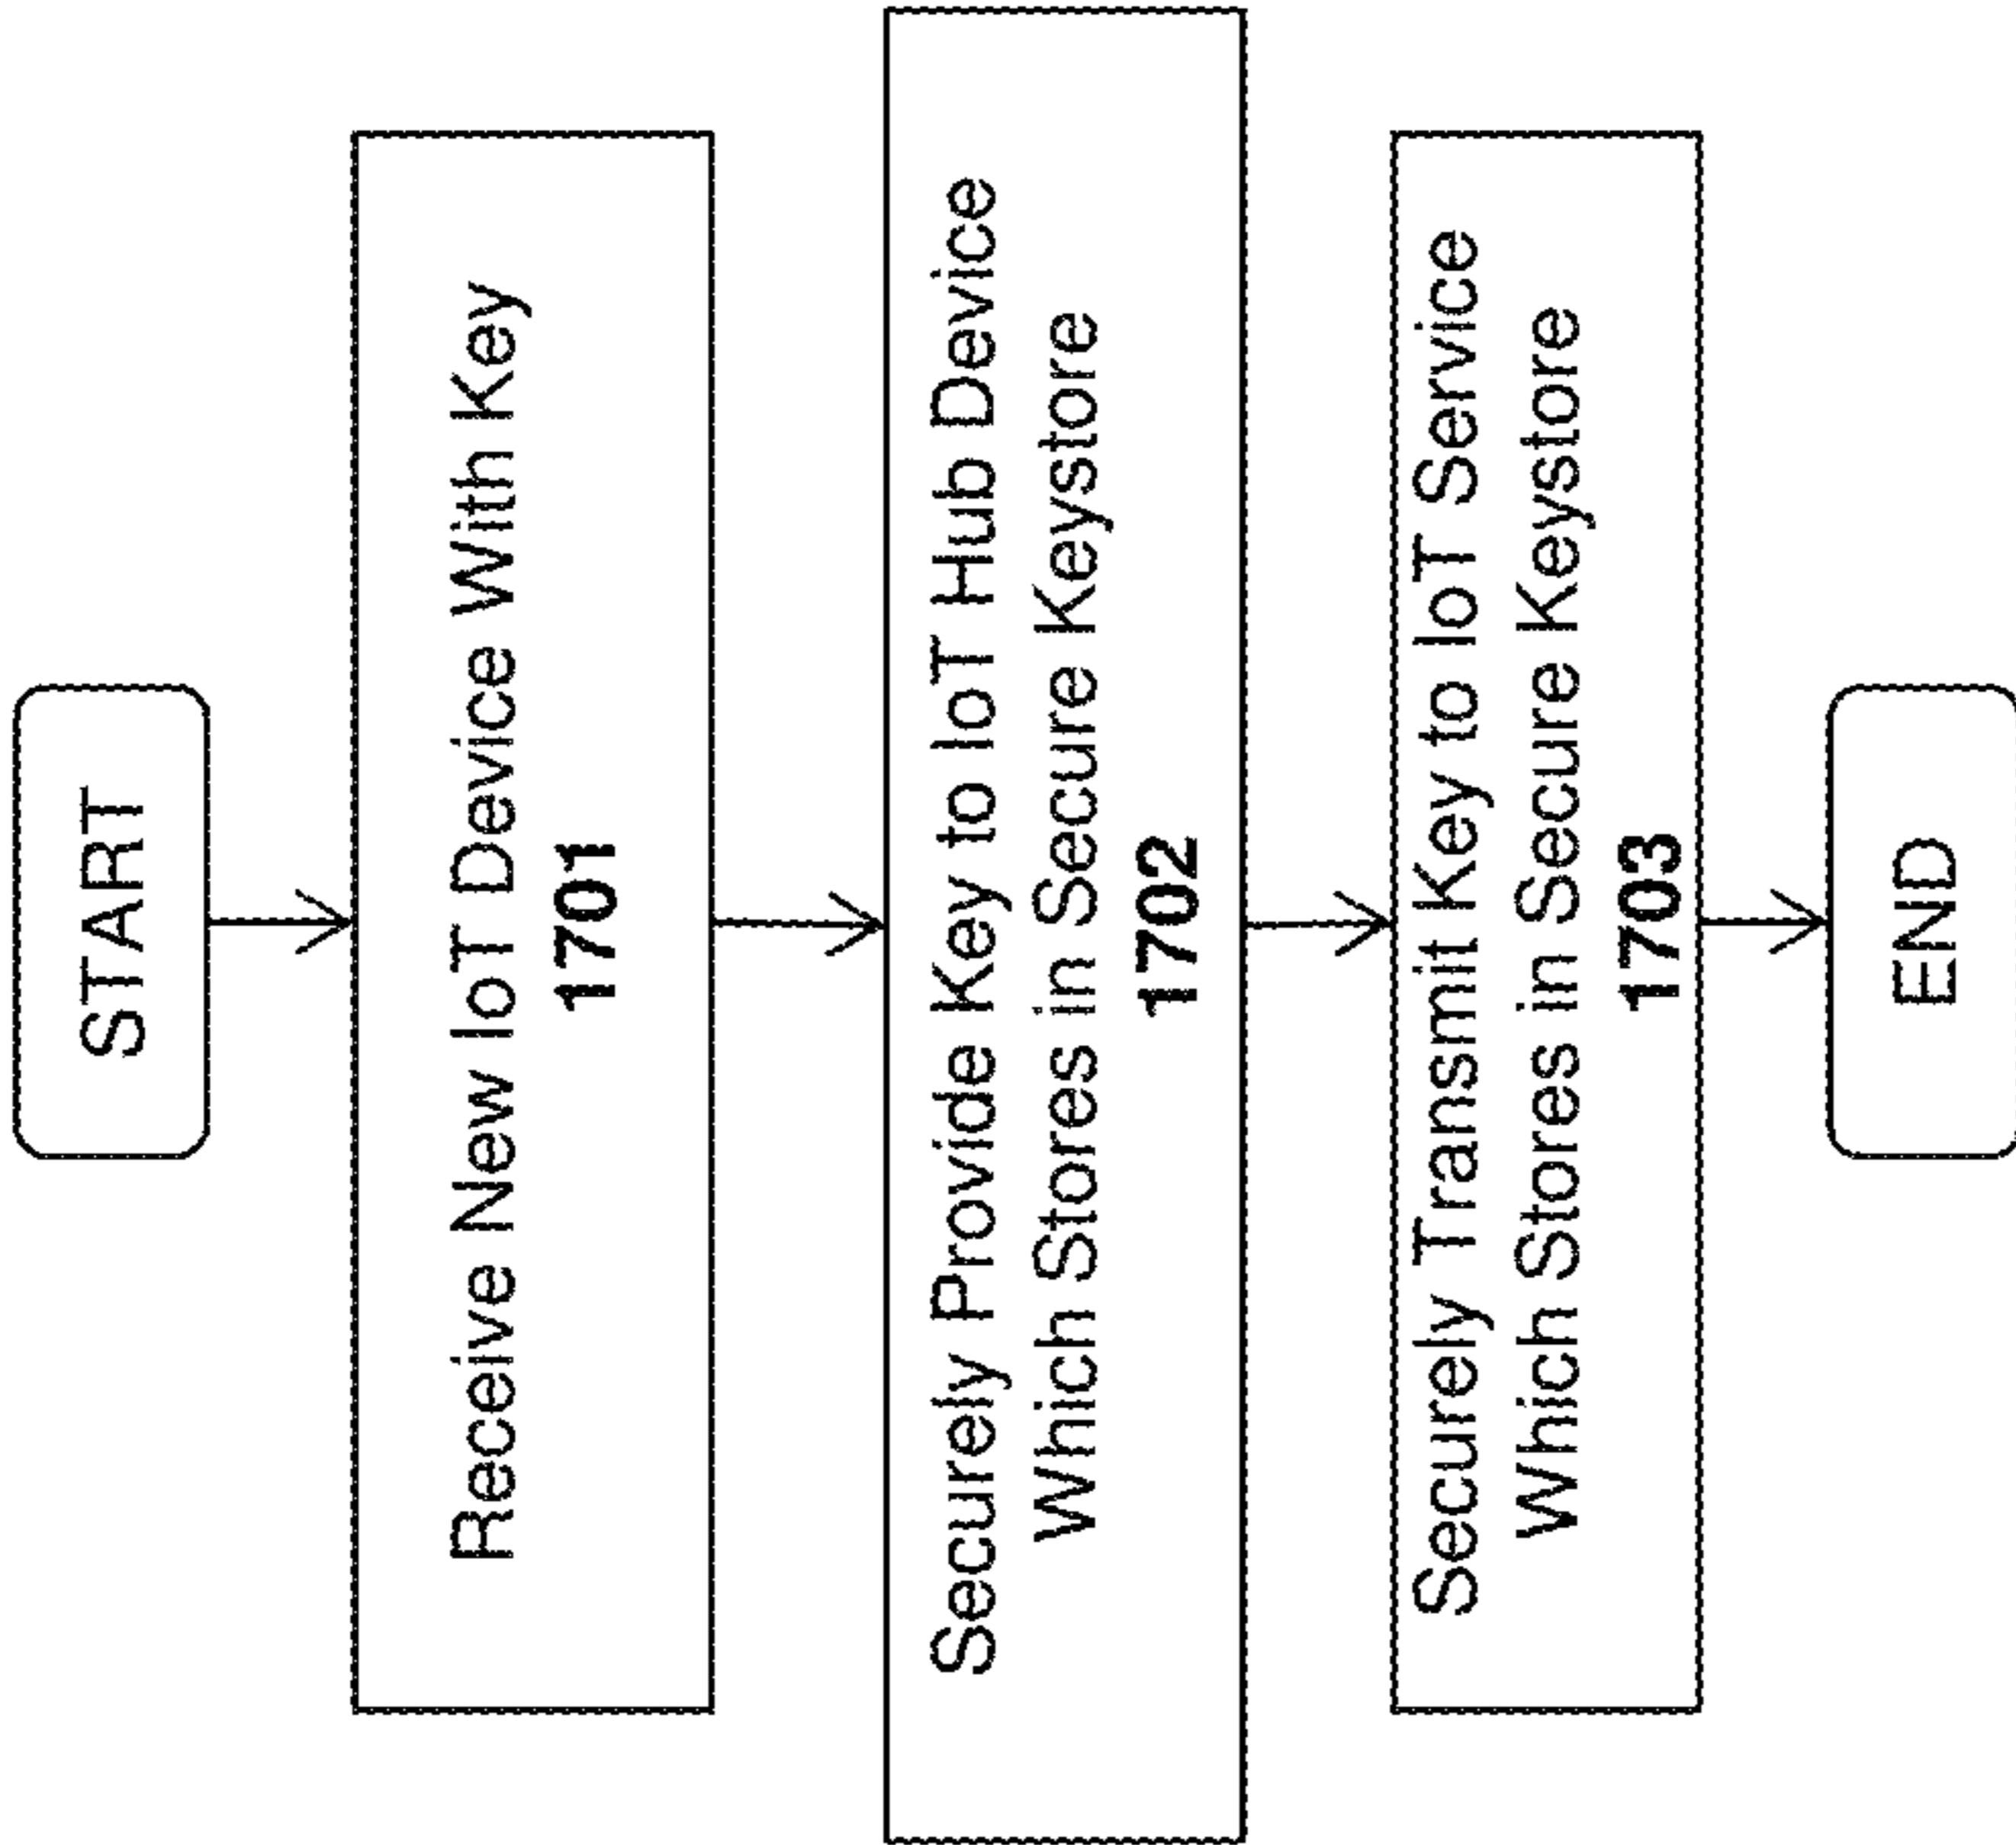 START
Receive New IoT Device With Key
1701
Securely Provide Key to IoT Hub Device
Which Stores in Secure Keystore
1702
Securely Transmit Key to IoT Service
Which Stores in Secure Keystore
1703
END